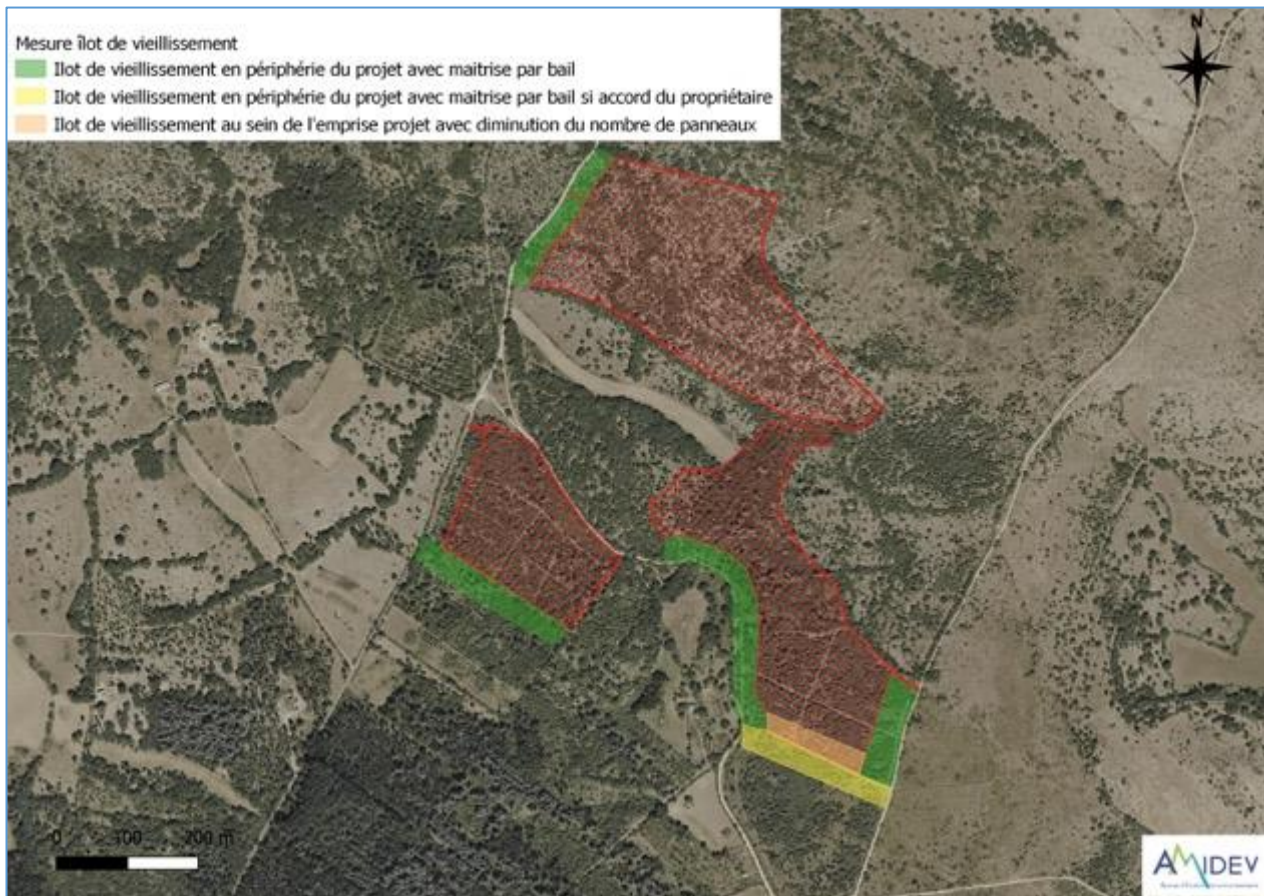 Mesure îlot de vieillissement
Ilot de vieillissement en périphérie du projet avec maitrise par bail
Ilot de vieillissement en périphérie du projet avec maitrise par bail si accord du propriétaire
Ilot de vieillissement au sein de l'emprise projet avec diminution du nombre de panneaux
N
0 100 200 m
AMIDEV